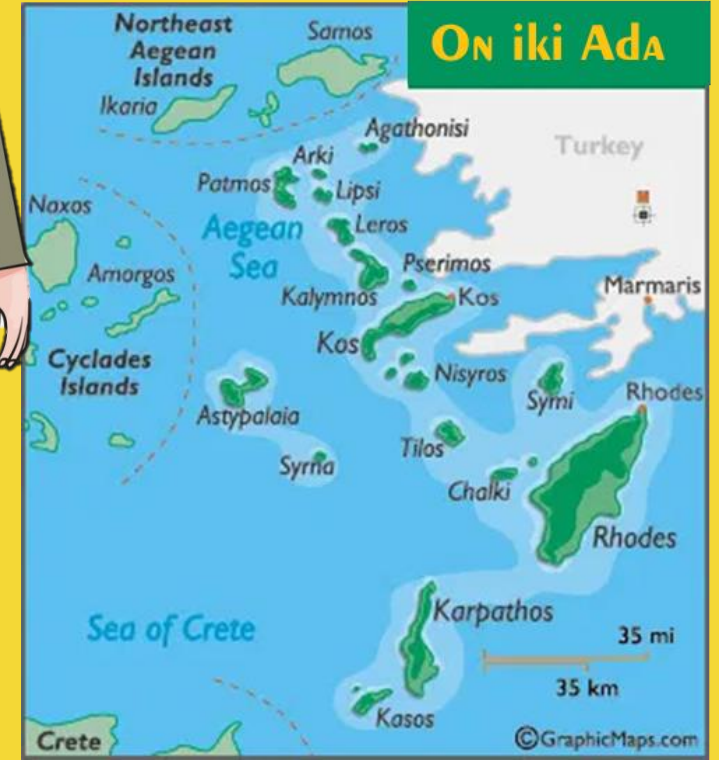 On iki Ada
Northeast
Aegean
Islands
Samos
Ikaria
Agathonisi
Turkey
Arki
Patmos
Lipsi
Naxos
Leros
Aegean
Sea
Amorgos
Pserimos
Kalymnos
Kos
Marmaris
Kos
Cyclades
Islands
Nisyros
Symi
Rhodes
Astypalaia
Tilos
Syrna
Chalki
Rhodes
Karpathos
Sea of Crete
35 mi
35 km
Kasos
Crete
©GraphicMaps.com